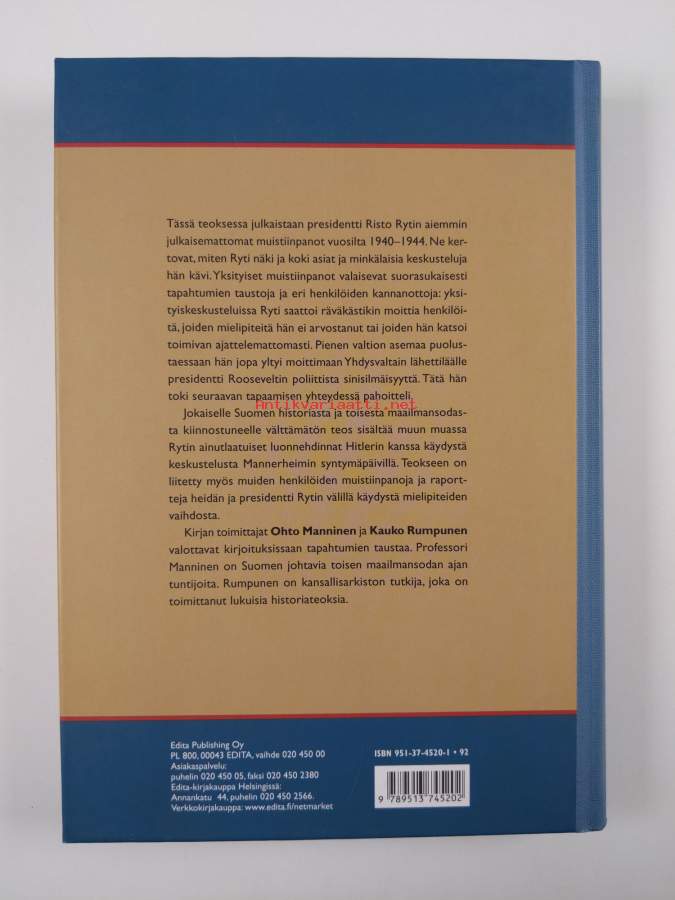 Tässä teoksessa julkaistaan presidentti Risto Rytin aiemmin
julkaisemattomat muistiinpanot vuosilta 1940–1944. Ne ker-
tovat, miten Ryti näki ja koki asiat ja minkälaisia keskusteluja
hän kävi. Yksityiset muistiinpanot valaisevat suorasukaisesti
tapahtumien taustoja ja eri henkilöiden kannanottoja: yksi-
tyiskeskusteluissa Ryti saattoi räväkästikin moittia henkilöi-
tä, joiden mielipiteitä hän ei arvostanut tai joiden hän katsoi
toimivan ajattelemattomasti. Pienen valtion asemaa puolus-
taessaan hän jopa yltyi moittimaan Yhdysvaltain lähettiläälle
presidentti Rooseveltin poliittista sinisilmäisyyttä. Tätä hän
toki seuraavan tapaamisen yhteydessä pahoitteli.
Antikvariaatti.net
Jokaiselle Suomen historiasta ja toisesta maailmansodas-
ta kiinnostuneelle välttämätön teos sisältää muun muassa
Rytin ainutlaatuiset luonnehdinnat Hitlerin kanssa käydystä
keskustelusta Mannerheimin syntymäpäivillä. Teokseen on
liitetty myös muiden henkilöiden muistiinpanoja ja raport-
teja heidän ja presidentti Rytin välillä käydystä mielipiteiden
vaihdosta.
Kirjan toimittajat Ohto Manninen ja Kauko Rumpunen
valottavat kirjoituksissaan tapahtumien taustaa. Professori
Manninen on Suomen johtavia toisen maailmansodan ajan
tuntijoita. Rumpunen on kansallisarkiston tutkija, joka on
toimittanut lukuisia historiateoksia.
Edita Publishing Oy
PL 800, 00043 EDITA, vaihde 020 450 00
Asiakaspalvelu:
puhelin 020 450 05, faksi 020 450 2380
Edita-kirjakauppa Helsingissä:
Annankatu 44, puhelin 020 450 2566.
Verkkokirjakauppa: www.edita.fi/netmarket
ISBN 951-37-4520-1 • 92
9 789513 745202